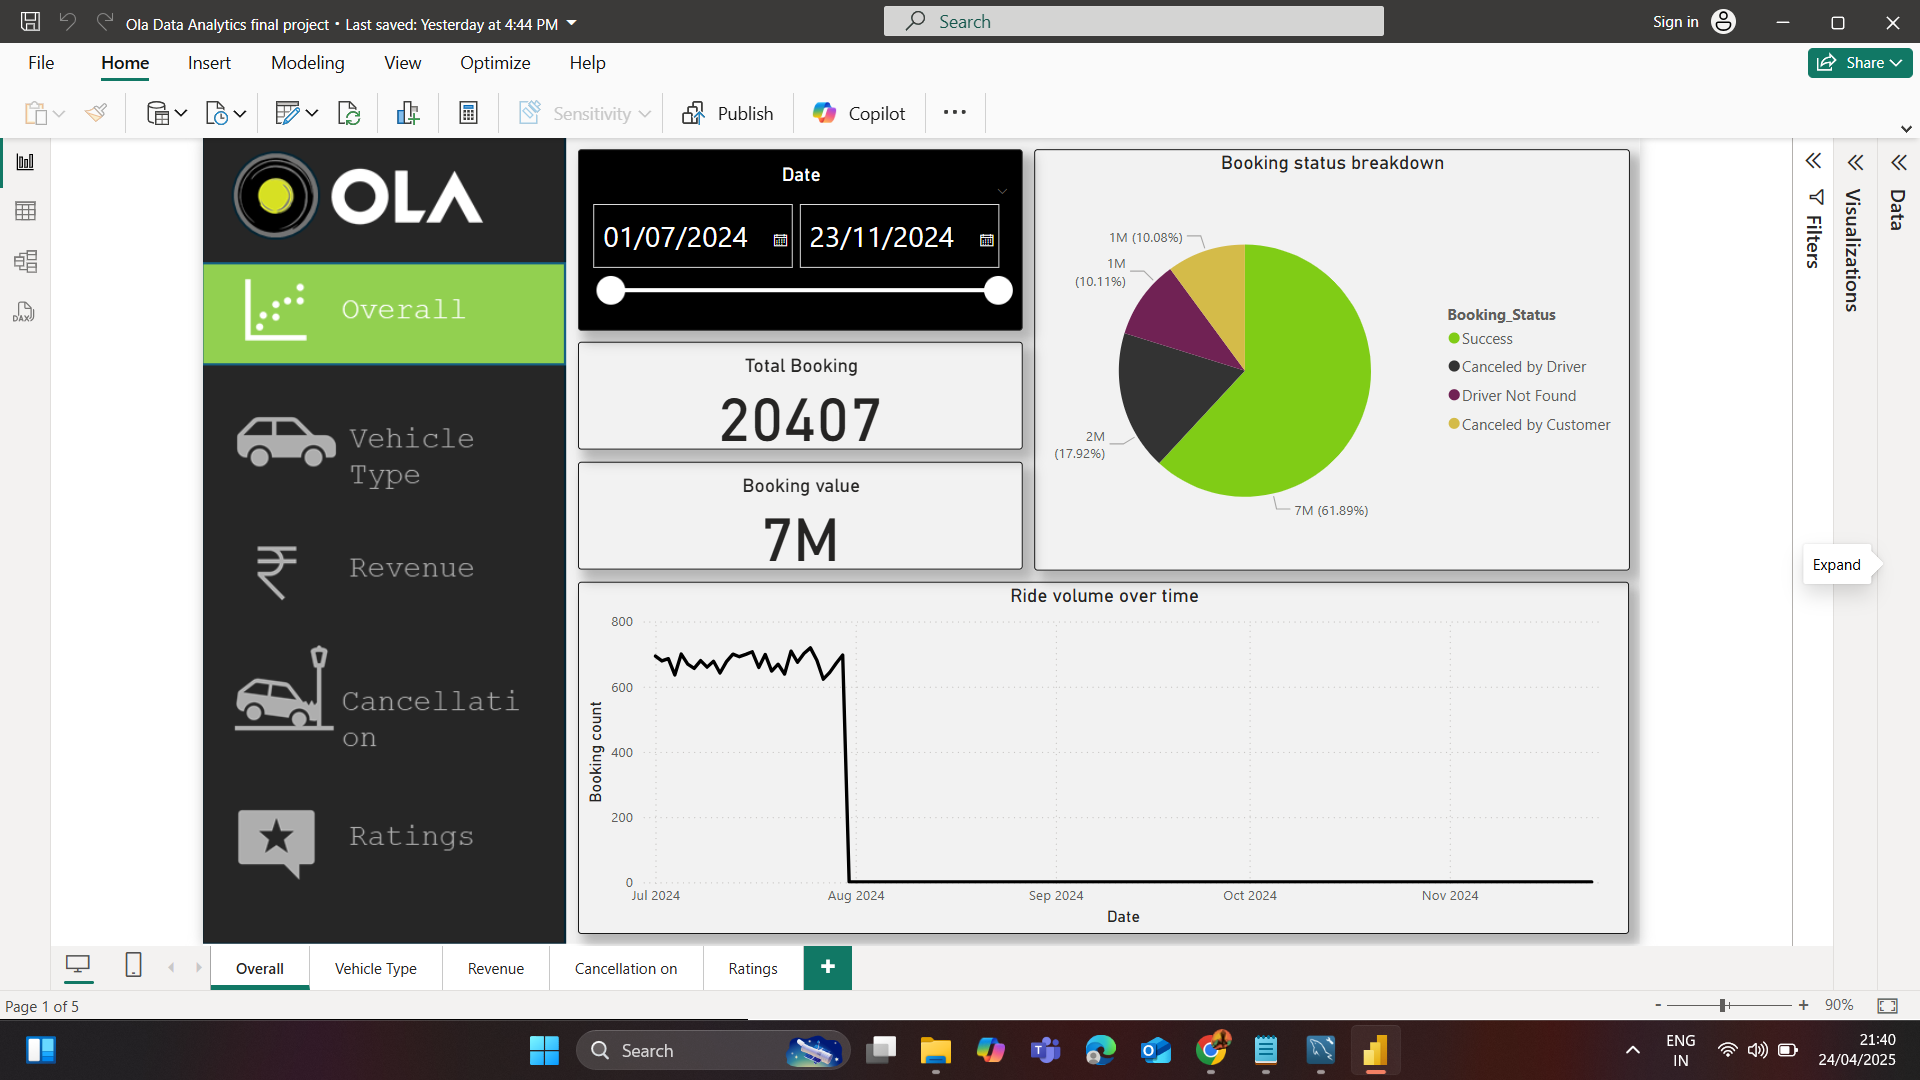 Ola Data Analytics final project • Last saved: Yesterday at 4:44 PM
Search
Sign in
File
Home
Insert
Modeling
View
Optimize
Help
Share
Sensitivity
Publish
Copilot
DAX
OLA
Overall
Vehicle
Type
Revenue
Cancellati
on
Ratings
Date
01/07/2024
23/11/2024
Total Booking
20407
Booking value
7M
Booking status breakdown
1M (10.08%)
1M
(10.11%)
2M
(17.92%)
7M (61.89%)
Booking_Status
Success
Canceled by Driver
Driver Not Found
Canceled by Customer
Ride volume over time
Booking count
800
600
400
200
0
Jul 2024
Aug 2024
Sep 2024
Oct 2024
Nov 2024
Date
Filters
Visualizations
Data
Expand
Overall
Vehicle Type
Revenue
Cancellation on
Ratings
+
Page 1 of 5
- + 90%
Search
ENG
IN
21:40
24/04/2025